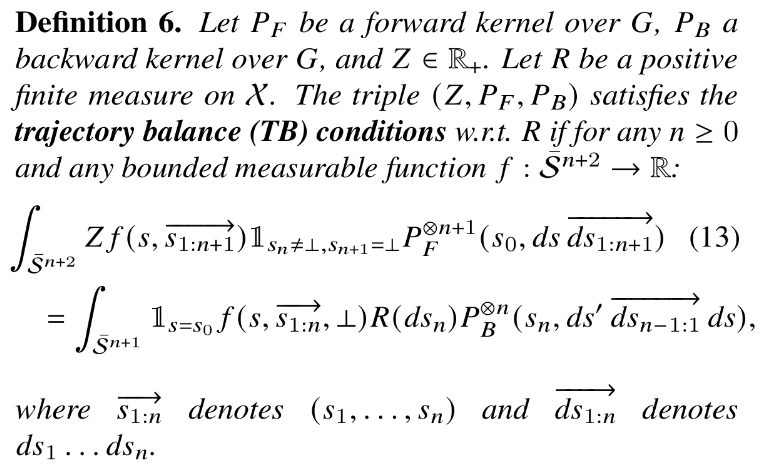 Definition 6. Let P_F be a forward kernel over G, P_B a
backward kernel over G, and Z ∈ ℝ₊. Let R be a positive
finite measure on 𝒳. The triple (Z, P_F, P_B) satisfies the
trajectory balance (TB) conditions w.r.t. R if for any n ≥ 0
and any bounded measurable function f : 𝒮̄^{n+2} → ℝ:
∫_{𝒮̄^{n+2}} Z f(s, \overrightarrow{s_{1:n+1}}) 𝟙_{s_n≠⊥,s_{n+1}=⊥} P_F^{⊗n+1}(s_0, ds \overrightarrow{ds_{1:n+1}}) (13)
= ∫_{𝒮̄^{n+1}} 𝟙_{s=s_0} f(s, \overrightarrow{s_{1:n}}, ⊥) R(ds_n) P_B^{⊗n}(s_n, ds′ \overrightarrow{ds_{n−1:1}} ds),
where \overrightarrow{s_{1:n}} denotes (s_1, . . . , s_n) and \overrightarrow{ds_{1:n}} denotes
ds_1 . . . ds_n.